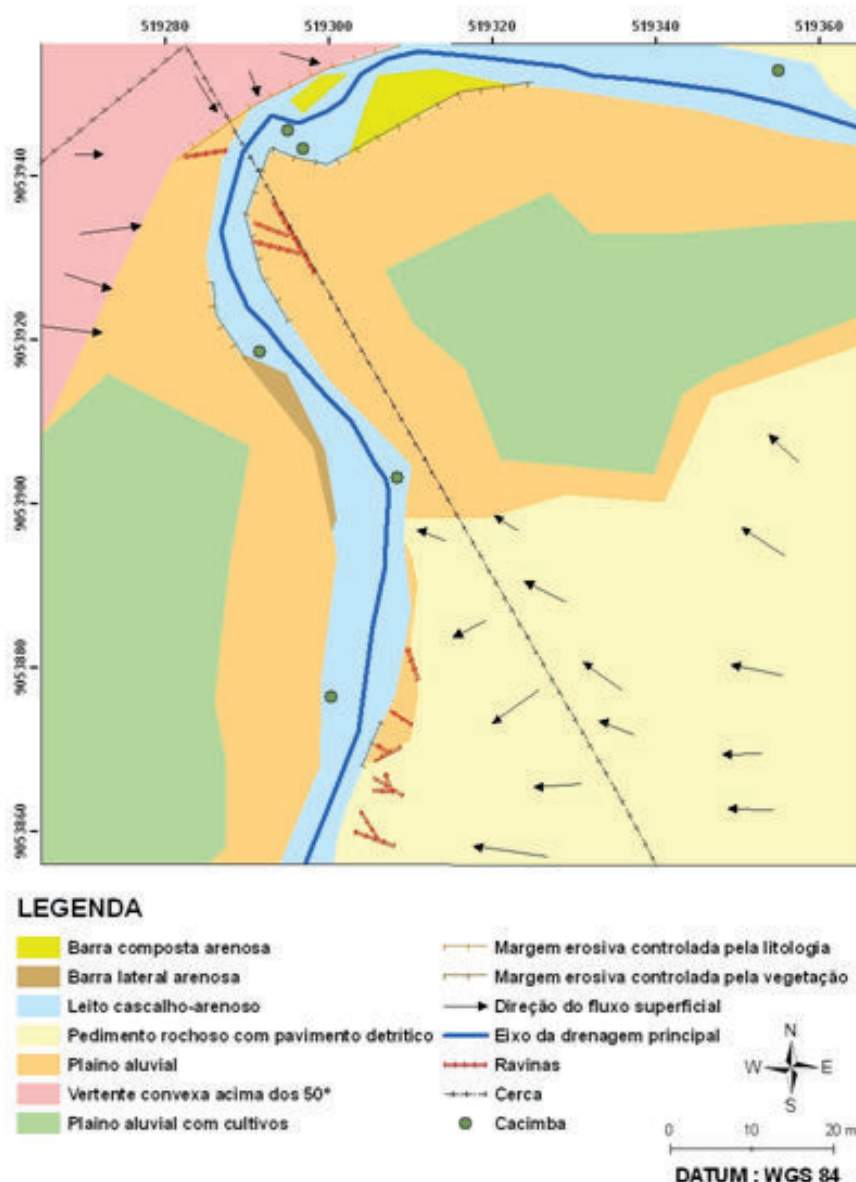 519280 519300 519320 519340 519360
9053940
9053920
9053900
9053880
9053860
LEGENDA
Barra composta arenosa
Barra lateral arenosa
Leito cascalho-arenoso
Pedimento rochoso com pavimento detrítico
Plaino aluvial
Vertente convexa acima dos 50°
Plaino aluvial com cultivos
Margem erosiva controlada pela litologia
Margem erosiva controlada pela vegetação
Direção do fluxo superficial
Eixo da drenagem principal
Ravinas
Cerca
Cacimba
N
W E
S
0 10 20 m
DATUM : WGS 84